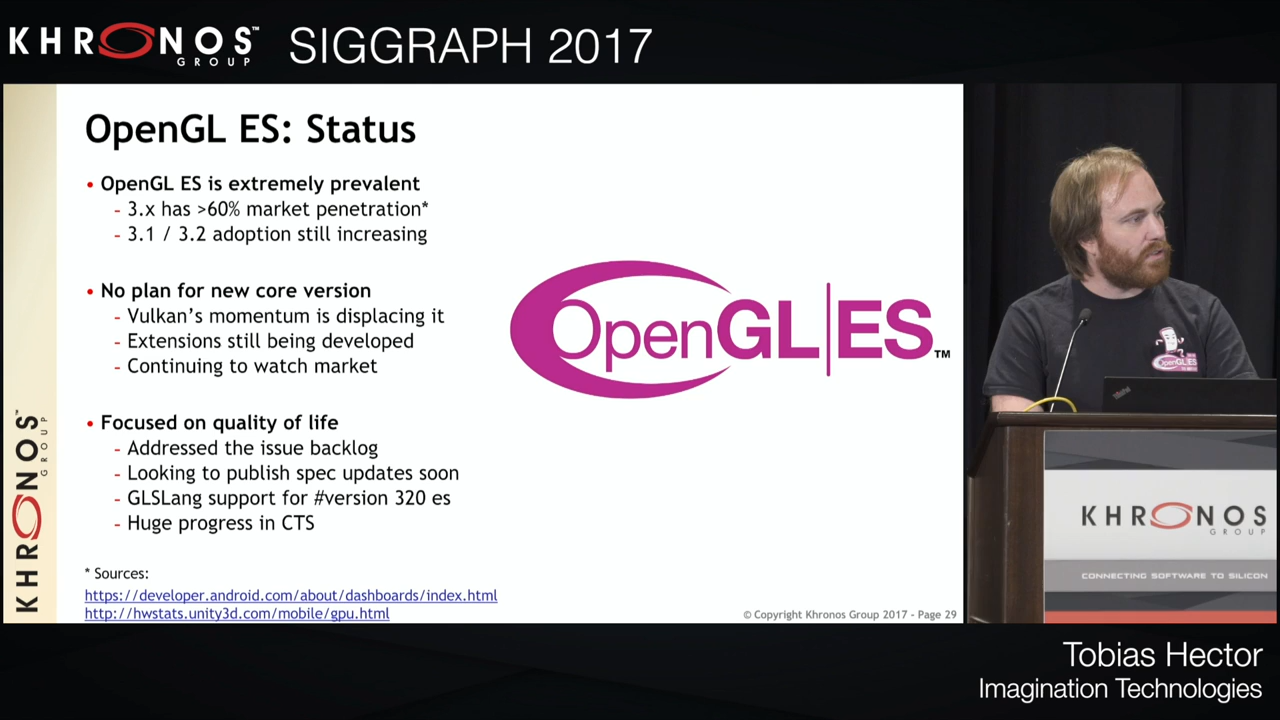 KHRONOS™ GROUP SIGGRAPH 2017
OpenGL ES: Status
• OpenGL ES is extremely prevalent
- 3.x has >60% market penetration*
- 3.1 / 3.2 adoption still increasing
• No plan for new core version
- Vulkan's momentum is displacing it
- Extensions still being developed
- Continuing to watch market
• Focused on quality of life
- Addressed the issue backlog
- Looking to publish spec updates soon
- GLSLang support for #version 320 es
- Huge progress in CTS
* Sources:
https://developer.android.com/about/dashboards/index.html
http://hwstats.unity3d.com/mobile/gpu.html
© Copyright Khronos Group 2017 - Page 29
KHRONOS™ GROUP
OpenGL|ES™
OpenGL|ES
KHRONOS
GROUP
CONNECTING SOFTWARE TO SILICON
Tobias Hector
Imagination Technologies